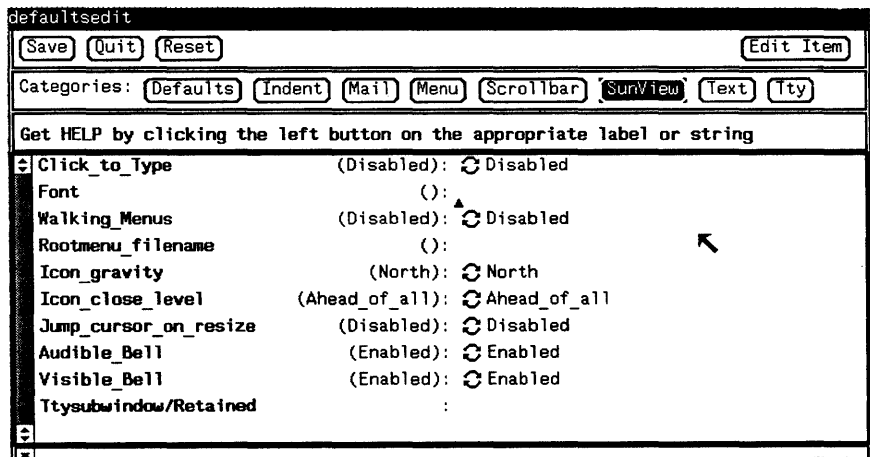 defaultsedit
Save Quit Reset Edit Item
Categories: Defaults Indent Mail Menu Scrollbar SunView Text Tty
Get HELP by clicking the left button on the appropriate label or string
Click_to_Type (Disabled): Disabled
Font ():
Walking_Menus (Disabled): Disabled
Rootmenu_filename ():
Icon_gravity (North): North
Icon_close_level (Ahead_of_all): Ahead_of_all
Jump_cursor_on_resize (Disabled): Disabled
Audible_Bell (Enabled): Enabled
Visible_Bell (Enabled): Enabled
Ttysubwindow/Retained :